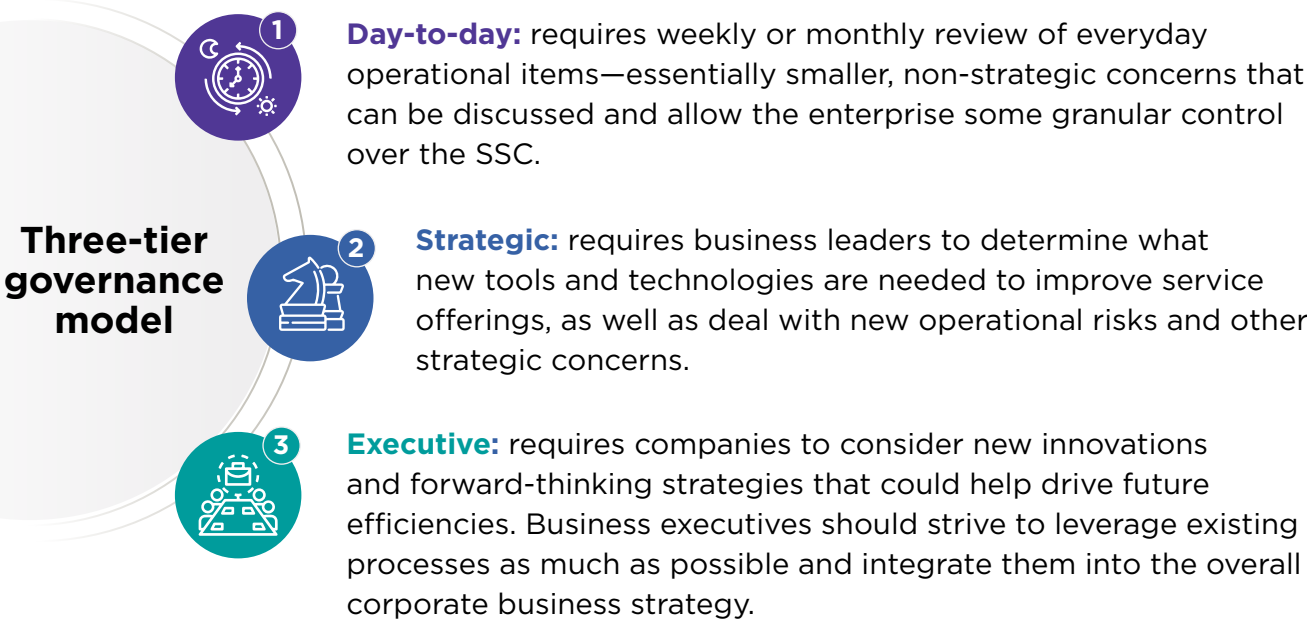 Three-tier
governance
model
1
Day-to-day: requires weekly or monthly review of everyday
operational items—essentially smaller, non-strategic concerns that
can be discussed and allow the enterprise some granular control
over the SSC.
2
Strategic: requires business leaders to determine what
new tools and technologies are needed to improve service
offerings, as well as deal with new operational risks and other
strategic concerns.
3
Executive: requires companies to consider new innovations
and forward-thinking strategies that could help drive future
efficiencies. Business executives should strive to leverage existing
processes as much as possible and integrate them into the overall
corporate business strategy.